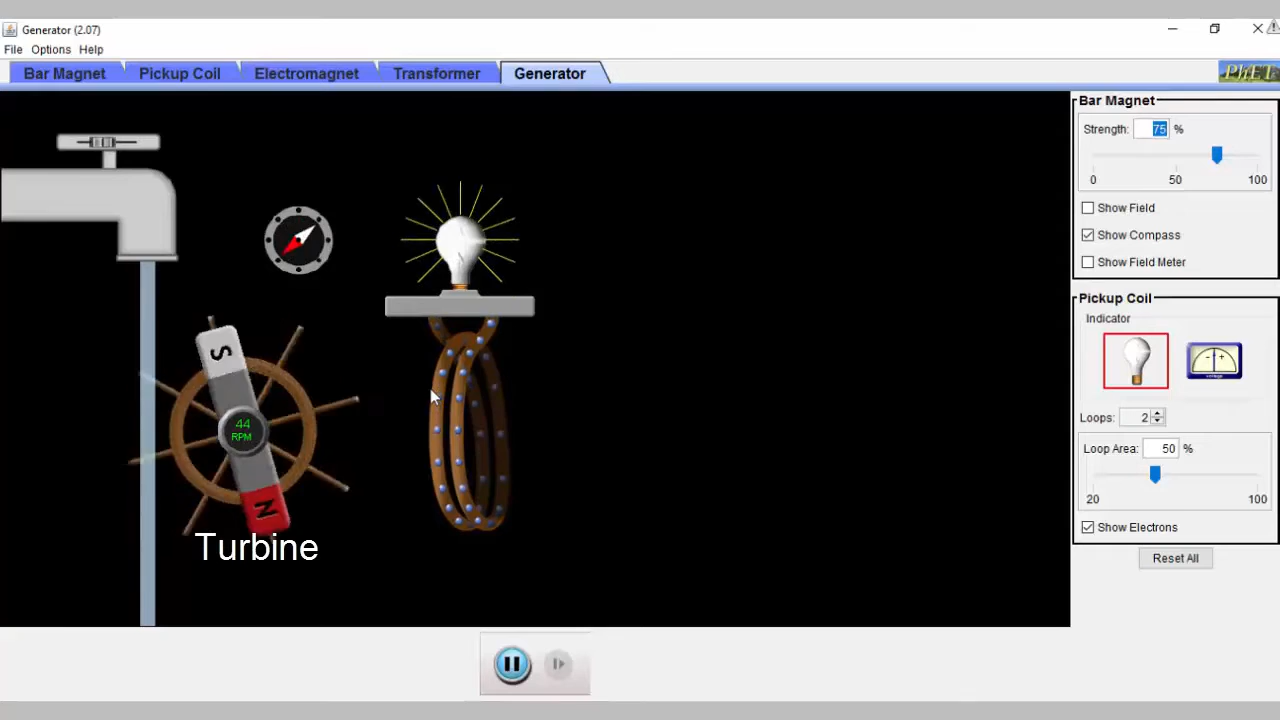 Generator (2.07)
File Options Help
Bar Magnet Pickup Coil Electromagnet Transformer Generator
PhET
Bar Magnet
Strength: 75 %
0 50 100
Show Field
Show Compass
Show Field Meter
Pickup Coil
Indicator
- +
voltage
Loops: 2
Loop Area: 50 %
20 100
Show Electrons
Reset All
S
44
RPM
N
Turbine